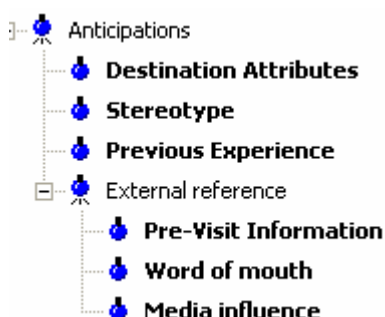 Anticipations
Destination Attributes
Stereotype
Previous Experience
External reference
Pre-Visit Information
Word of mouth
Media influence